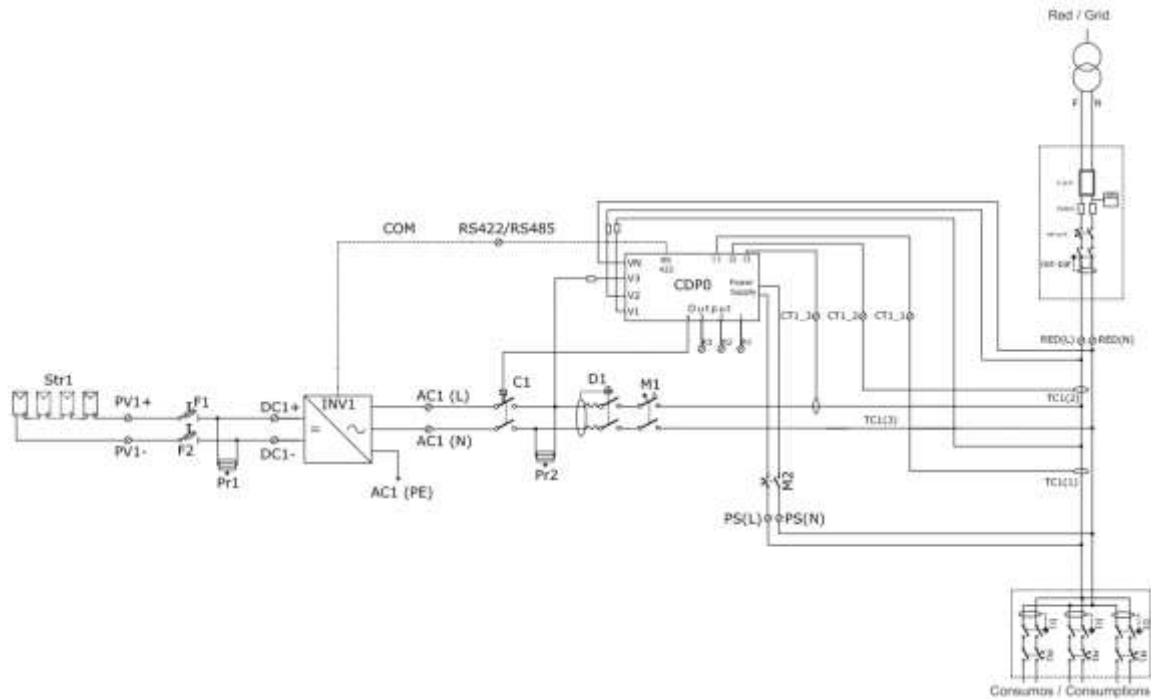 Red / Grid
F N
COM
RS422/RS485
VN
V3
V2
V1
422
CDP0
Power
Supply
Output
CT1_3
CT1_2
CT1_1
RED(L)
RED(N)
Str1
PV1+
F1
DC1+
INV1
AC1 (L)
C1
D1
M1
TC1(2)
PV1-
F2
DC1-
AC1 (N)
TC1(3)
Pr1
AC1 (PE)
Pr2
M2
TC1(1)
PS(L)
PS(N)
Consumos / Consumptions